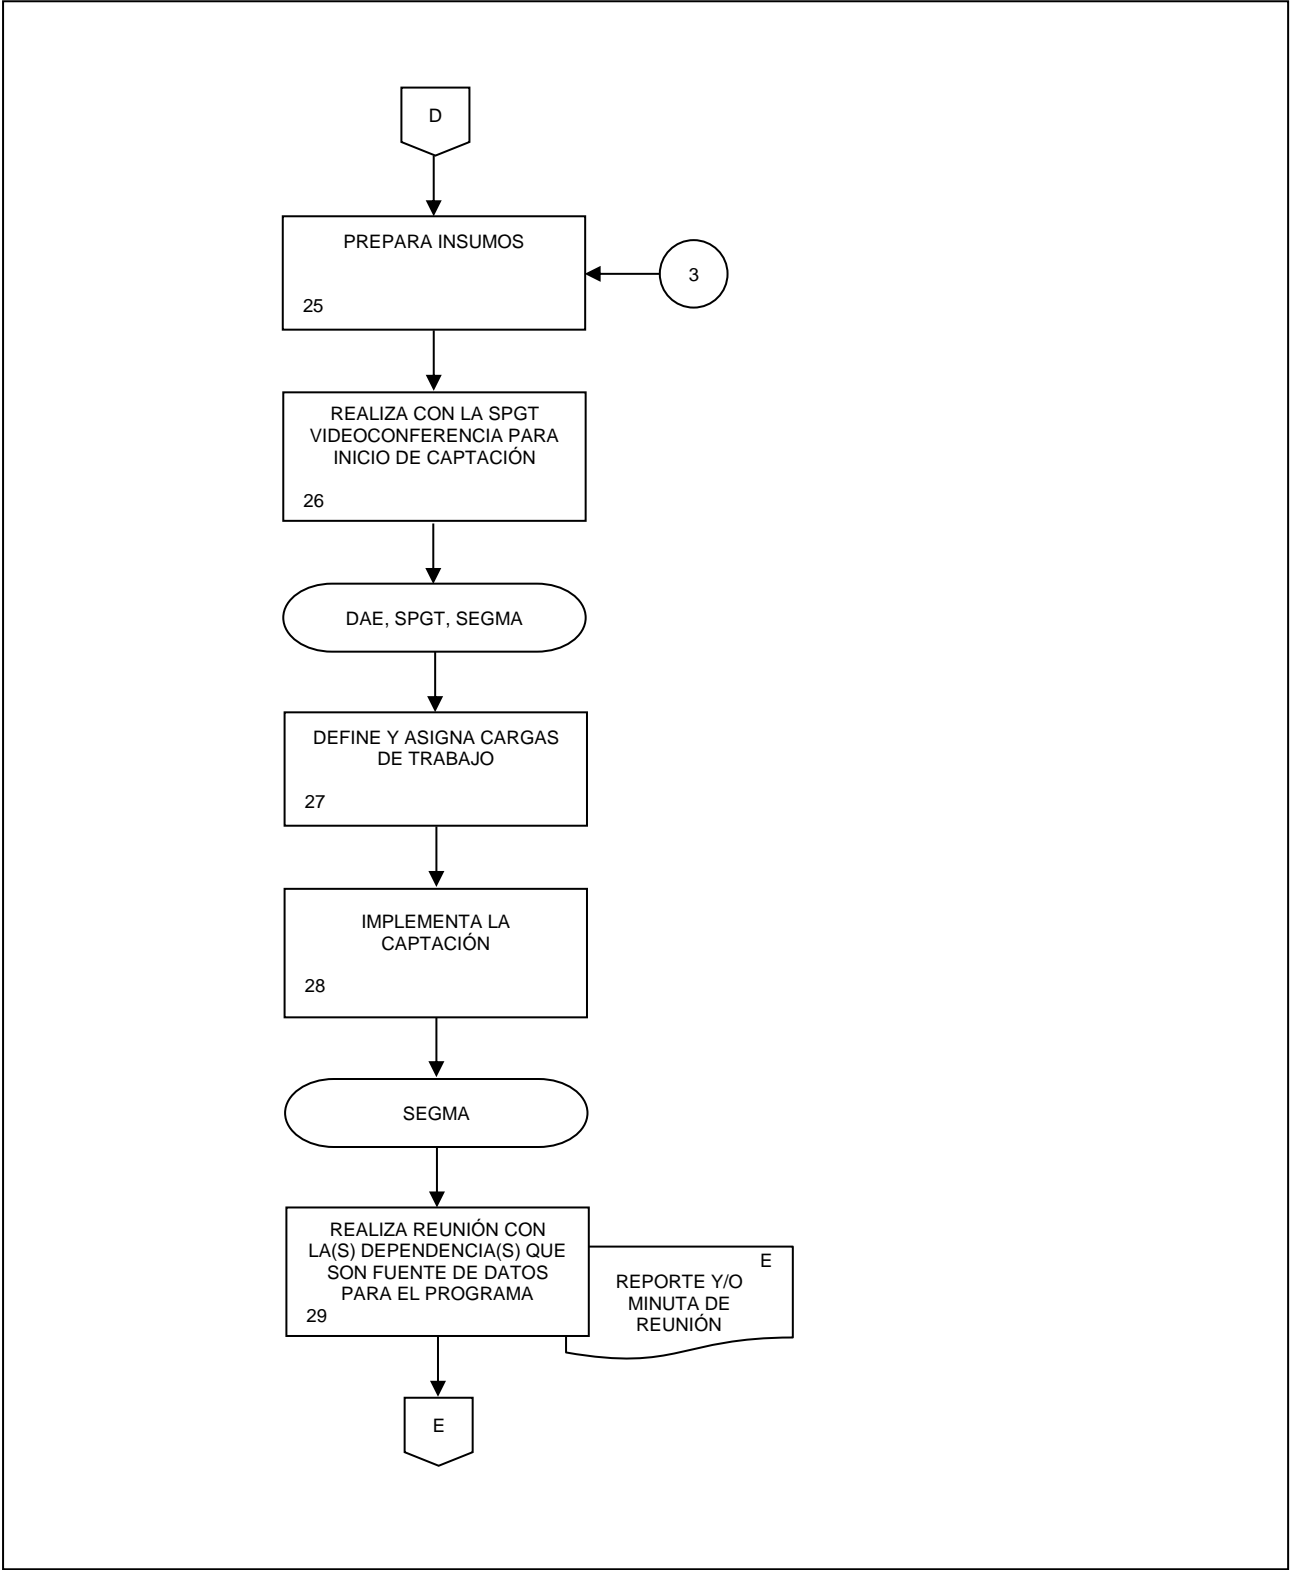 D
PREPARA INSUMOS
25
3
REALIZA CON LA SPGT
VIDEOCONFERENCIA PARA
INICIO DE CAPTACIÓN
26
DAE, SPGT, SEGMA
DEFINE Y ASIGNA CARGAS
DE TRABAJO
27
IMPLEMENTA LA
CAPTACIÓN
28
SEGMA
REALIZA REUNIÓN CON
LA(S) DEPENDENCIA(S) QUE
SON FUENTE DE DATOS
PARA EL PROGRAMA
29
E
REPORTE Y/O
MINUTA DE
REUNIÓN
E